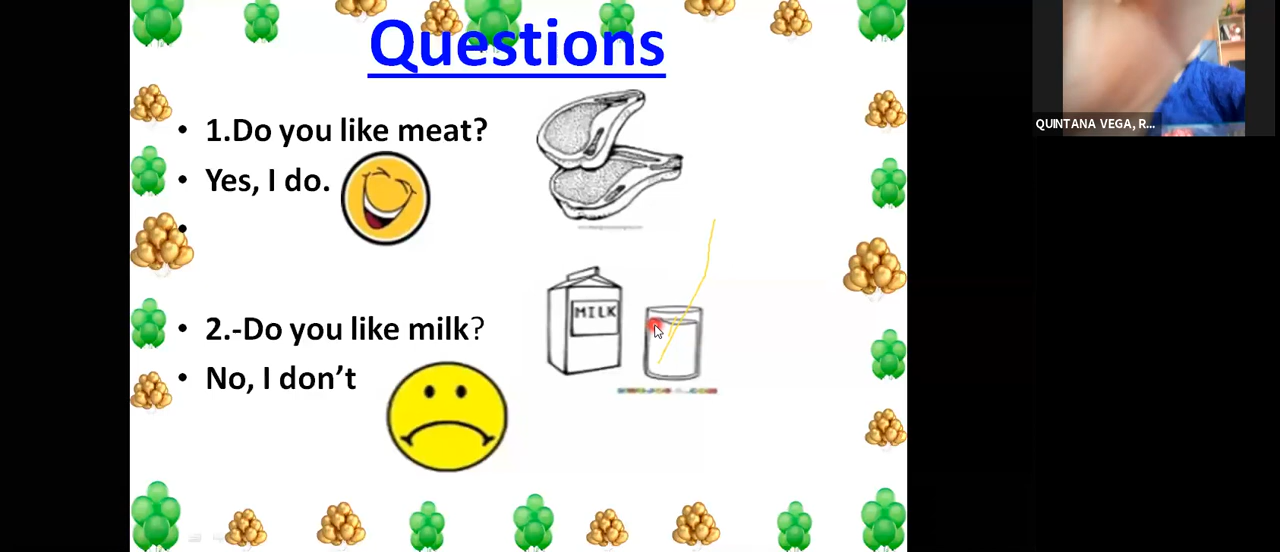 Questions
1.Do you like meat?
Yes, I do.
MILK
2.-Do you like milk?
No, I don’t
QUINTANA VEGA, R...